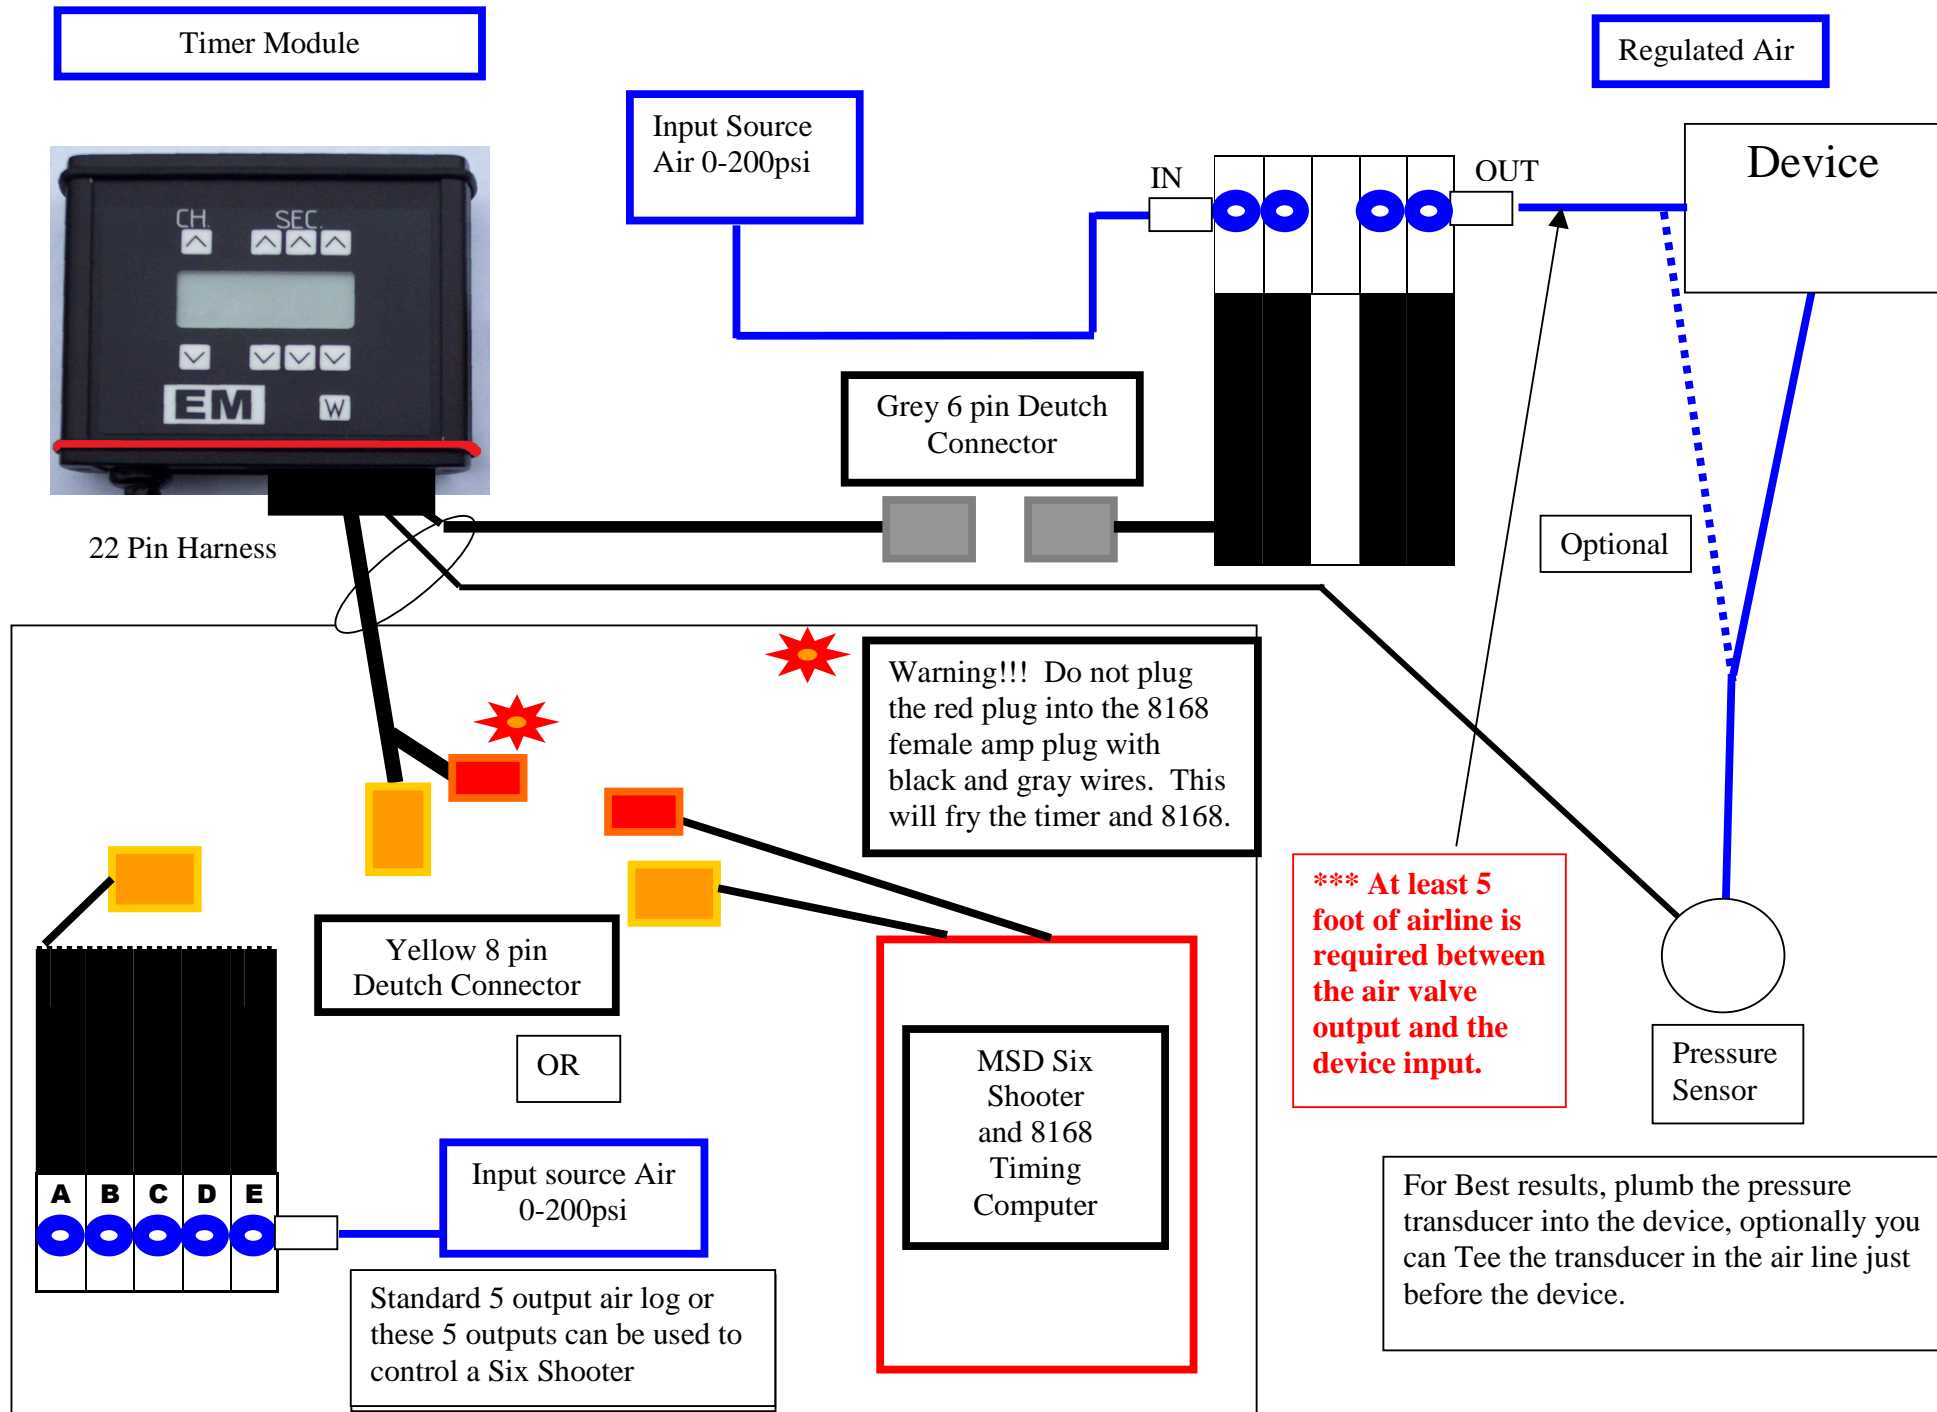 Timer Module
Regulated Air
Input Source
Air 0-200psi
IN
OUT
Device
CH.
SEC.
EM
W
Grey 6 pin Deutch
Connector
22 Pin Harness
Optional
Warning!!!  Do not plug
the red plug into the 8168
female amp plug with
black and gray wires.  This
will fry the timer and 8168.
*** At least 5
foot of airline is
required between
the air valve
output and the
device input.
Yellow 8 pin
Deutch Connector
OR
MSD Six
Shooter
and 8168
Timing
Computer
Pressure
Sensor
A B C D E
Input source Air
0-200psi
Standard 5 output air log or
these 5 outputs can be used to
control a Six Shooter
For Best results, plumb the pressure
transducer into the device, optionally you
can Tee the transducer in the air line just
before the device.